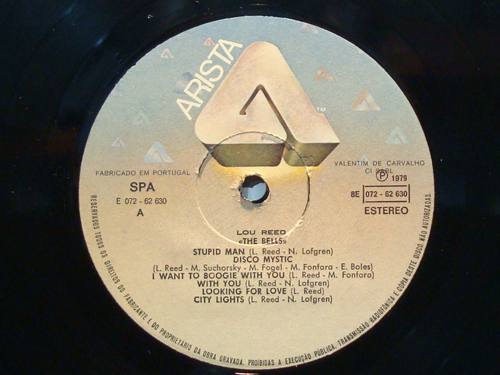 ARISTA
TM
FABRICADO EM PORTUGAL
SPA
E 072 - 62 630
A
VALENTIM DE CARVALHO
CI SARL
P 1979
8E 072 - 62 630
ESTEREO
LOU REED
«THE BELLS»
STUPID MAN (L. Reed - N. Lofgren)
DISCO MYSTIC
(L. Reed - M. Suchorsky - M. Fogel - M. Fonfara - E. Boles)
I WANT TO BOOGIE WITH YOU (L. Reed - M. Fonfara)
WITH YOU (L. Reed - N. Lofgren)
LOOKING FOR LOVE (L. Reed)
CITY LIGHTS (L. Reed - N. Lofgren)
RESERVADOS TODOS OS DIREITOS DO FABRICANTE E DO PROPRIETÁRIO DA OBRA GRAVADA. PROIBIDAS A EXECUÇÃO PÚBLICA, TRANSMISSÃO RADIOFÓNICA E CÓPIA DESTE DISCO NÃO AUTORIZADAS.